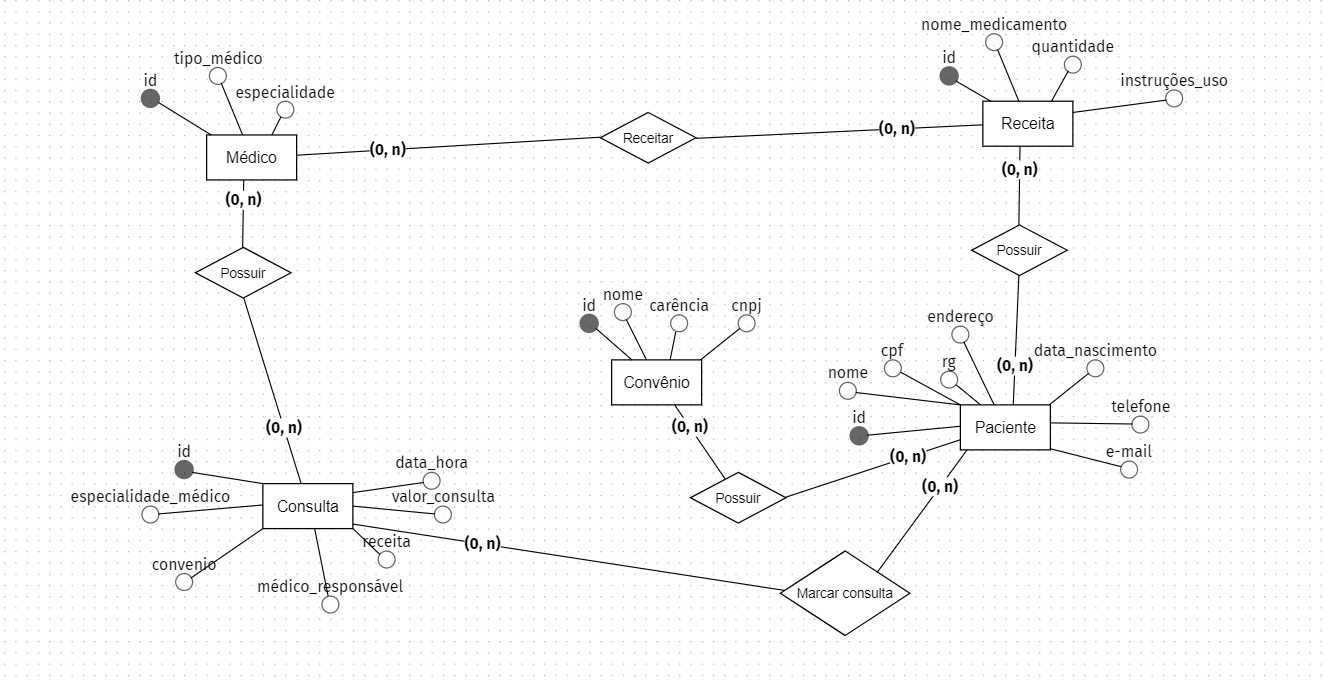 nome_medicamento
quantidade
id
instruções_uso
Receita
tipo_médico
id
especialidade
Médico
(0, n)
Receitar
(0, n)
(0, n)
(0, n)
Possuir
Possuir
id
nome
carência
cnpj
Convênio
(0, n)
endereço
(0, n)
data_nascimento
cpf
rg
nome
id
Paciente
telefone
e-mail
(0, n)
(0, n)
Possuir
(0, n)
id
data_hora
especialidade_médico
valor_consulta
Consulta
receita
(0, n)
convenio
médico_responsável
Marcar consulta